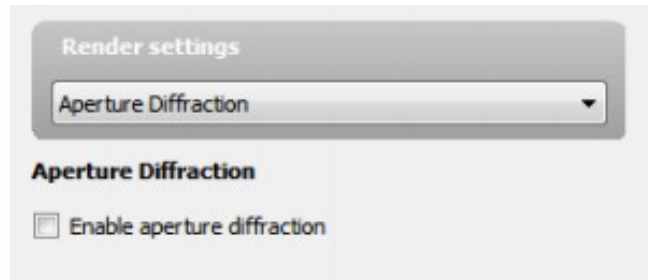 Render settings
Aperture Diffraction
Aperture Diffraction
Enable aperture diffraction